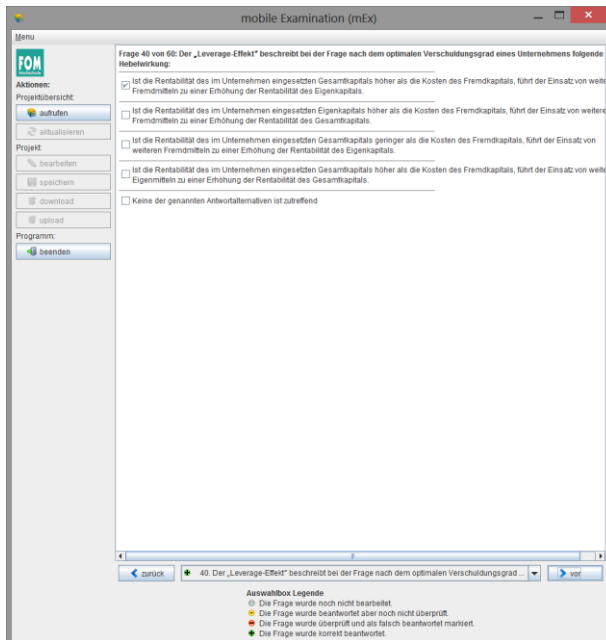 mobile Examination (mEx)
Menu
FOM
Hochschule
Aktionen:
Projektübersicht:
aufrufen
aktualisieren
Projekt:
bearbeiten
speichern
download
upload
Programm:
beenden
Frage 40 von 60: Der „Leverage-Effekt" beschreibt bei der Frage nach dem optimalen Verschuldungsgrad eines Unternehmens folgende
Hebelwirkung:
Ist die Rentabilität des im Unternehmen eingesetzten Gesamtkapitals höher als die Kosten des Fremdkapitals, führt der Einsatz von weite
Fremdmitteln zu einer Erhöhung der Rentabilität des Eigenkapitals.
Ist die Rentabilität des im Unternehmen eingesetzten Eigenkapitals höher als die Kosten des Fremdkapitals, führt der Einsatz von weitere
Fremdmitteln zu einer Erhöhung der Rentabilität des Gesamtkapitals.
Ist die Rentabilität des im Unternehmen eingesetzten Gesamtkapitals geringer als die Kosten des Fremdkapitals, führt der Einsatz von
weiteren Fremdmitteln zu einer Erhöhung der Rentabilität des Eigenkapitals.
Ist die Rentabilität des im Unternehmen eingesetzten Gesamtkapitals höher als die Kosten des Fremdkapitals, führt der Einsatz von weite
Eigenmitteln zu einer Erhöhung der Rentabilität des Gesamtkapitals.
Keine der genannten Antwortalternativen ist zutreffend
zurück
40. Der „Leverage-Effekt" beschreibt bei der Frage nach dem optimalen Verschuldungsgrad ...
vor
Auswahlbox Legende
Die Frage wurde noch nicht bearbeitet.
Die Frage wurde beantwortet aber noch nicht überprüft.
Die Frage wurde überprüft und als falsch beantwortet markiert.
Die Frage wurde korrekt beantwortet.